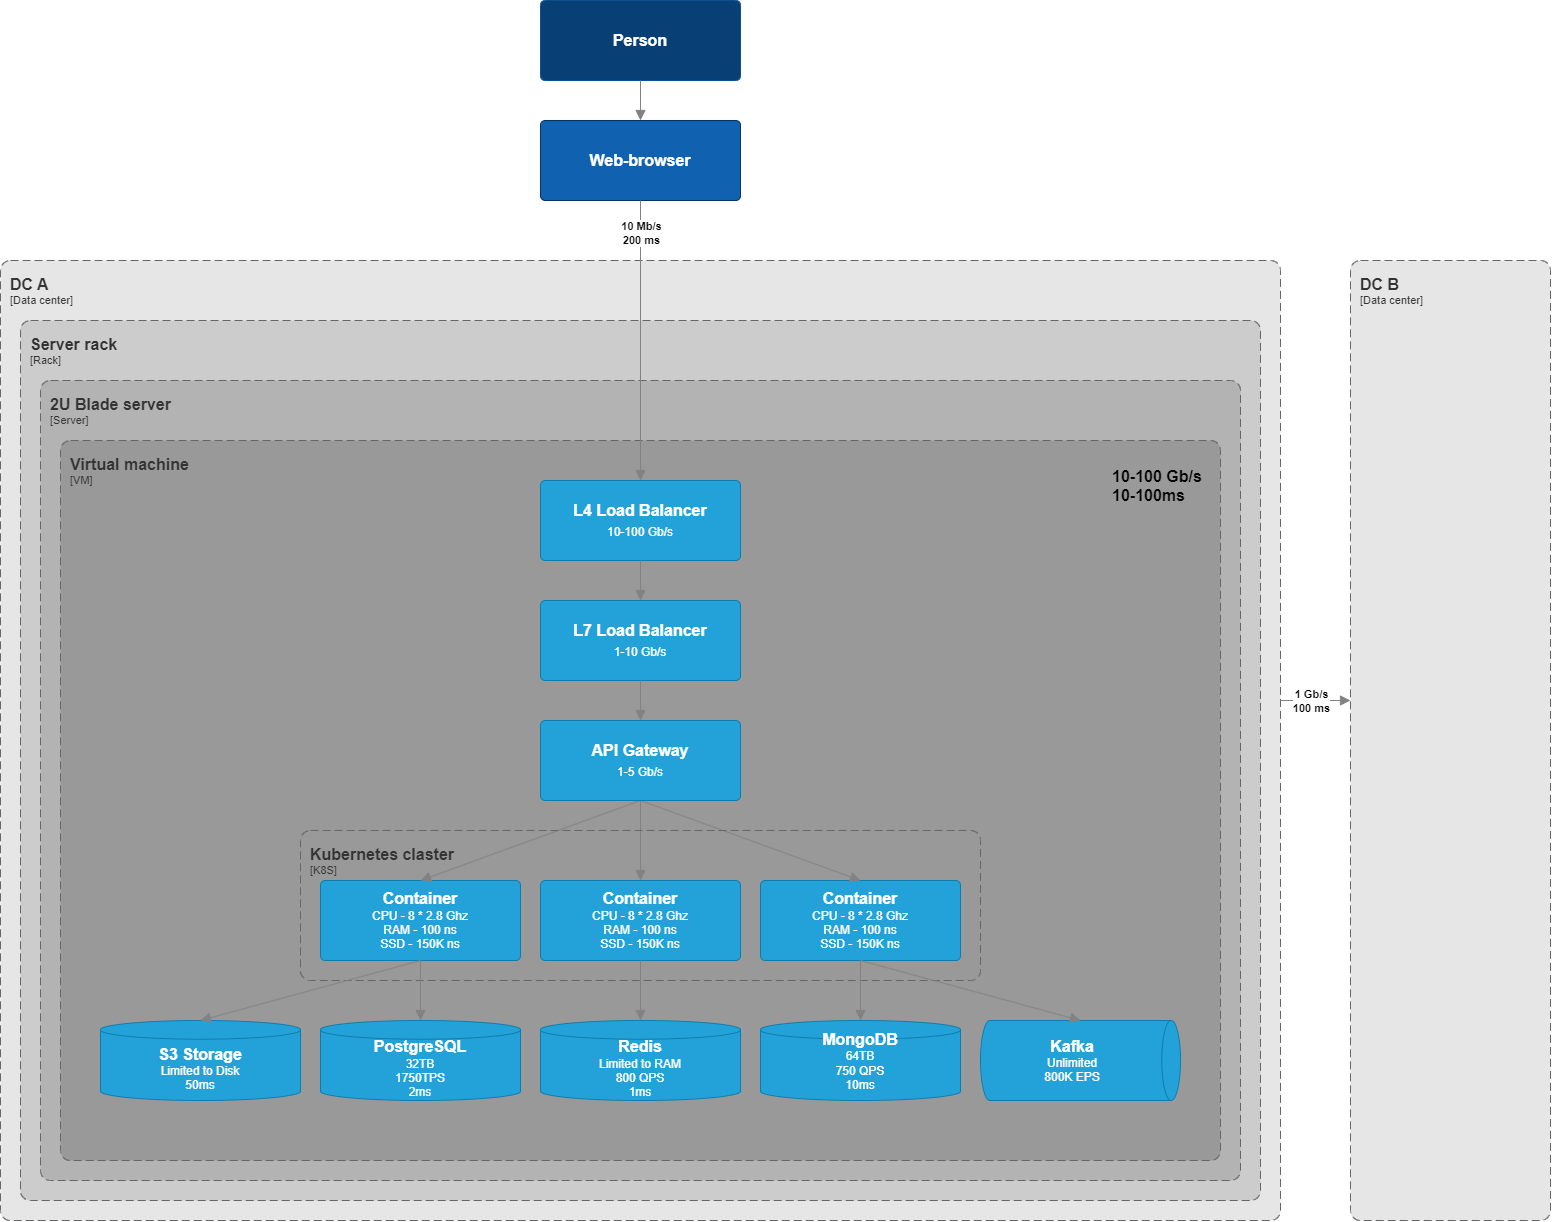 Person
Web-browser
10 Mb/s
200 ms
DC A
[Data center]
DC B
[Data center]
Server rack
[Rack]
2U Blade server
[Server]
Virtual machine
[VM]
10-100 Gb/s
10-100ms
L4 Load Balancer
10-100 Gb/s
L7 Load Balancer
1-10 Gb/s
1 Gb/s
100 ms
API Gateway
1-5 Gb/s
Kubernetes claster
[K8S]
Container
CPU - 8 * 2.8 Ghz
RAM - 100 ns
SSD - 150K ns
Container
CPU - 8 * 2.8 Ghz
RAM - 100 ns
SSD - 150K ns
Container
CPU - 8 * 2.8 Ghz
RAM - 100 ns
SSD - 150K ns
S3 Storage
Limited to Disk
50ms
PostgreSQL
32TB
1750TPS
2ms
Redis
Limited to RAM
800 QPS
1ms
MongoDB
64TB
750 QPS
10ms
Kafka
Unlimited
800K EPS